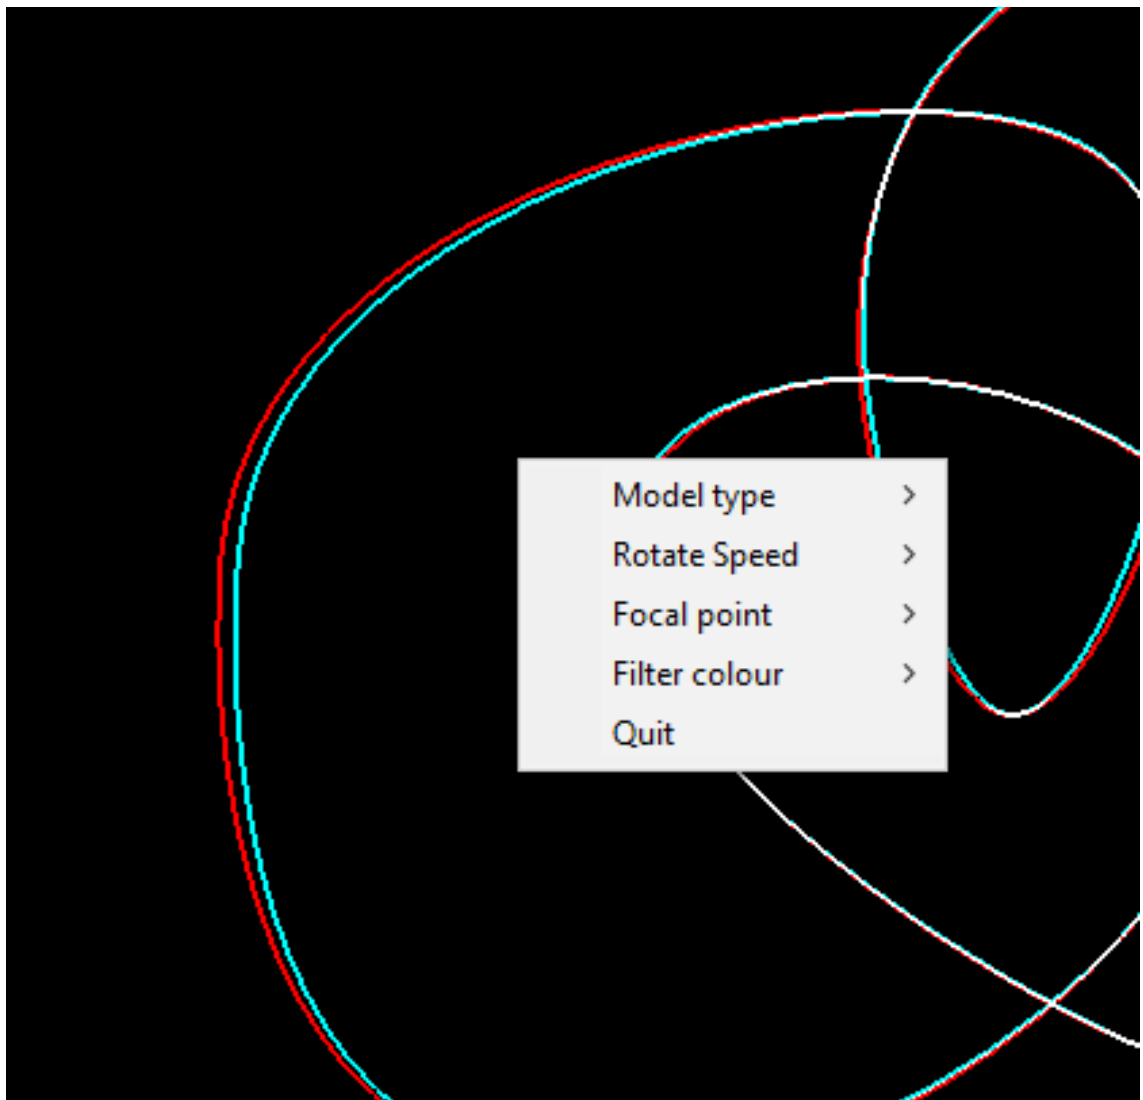 Model type
Rotate Speed
Focal point
Filter colour
Quit